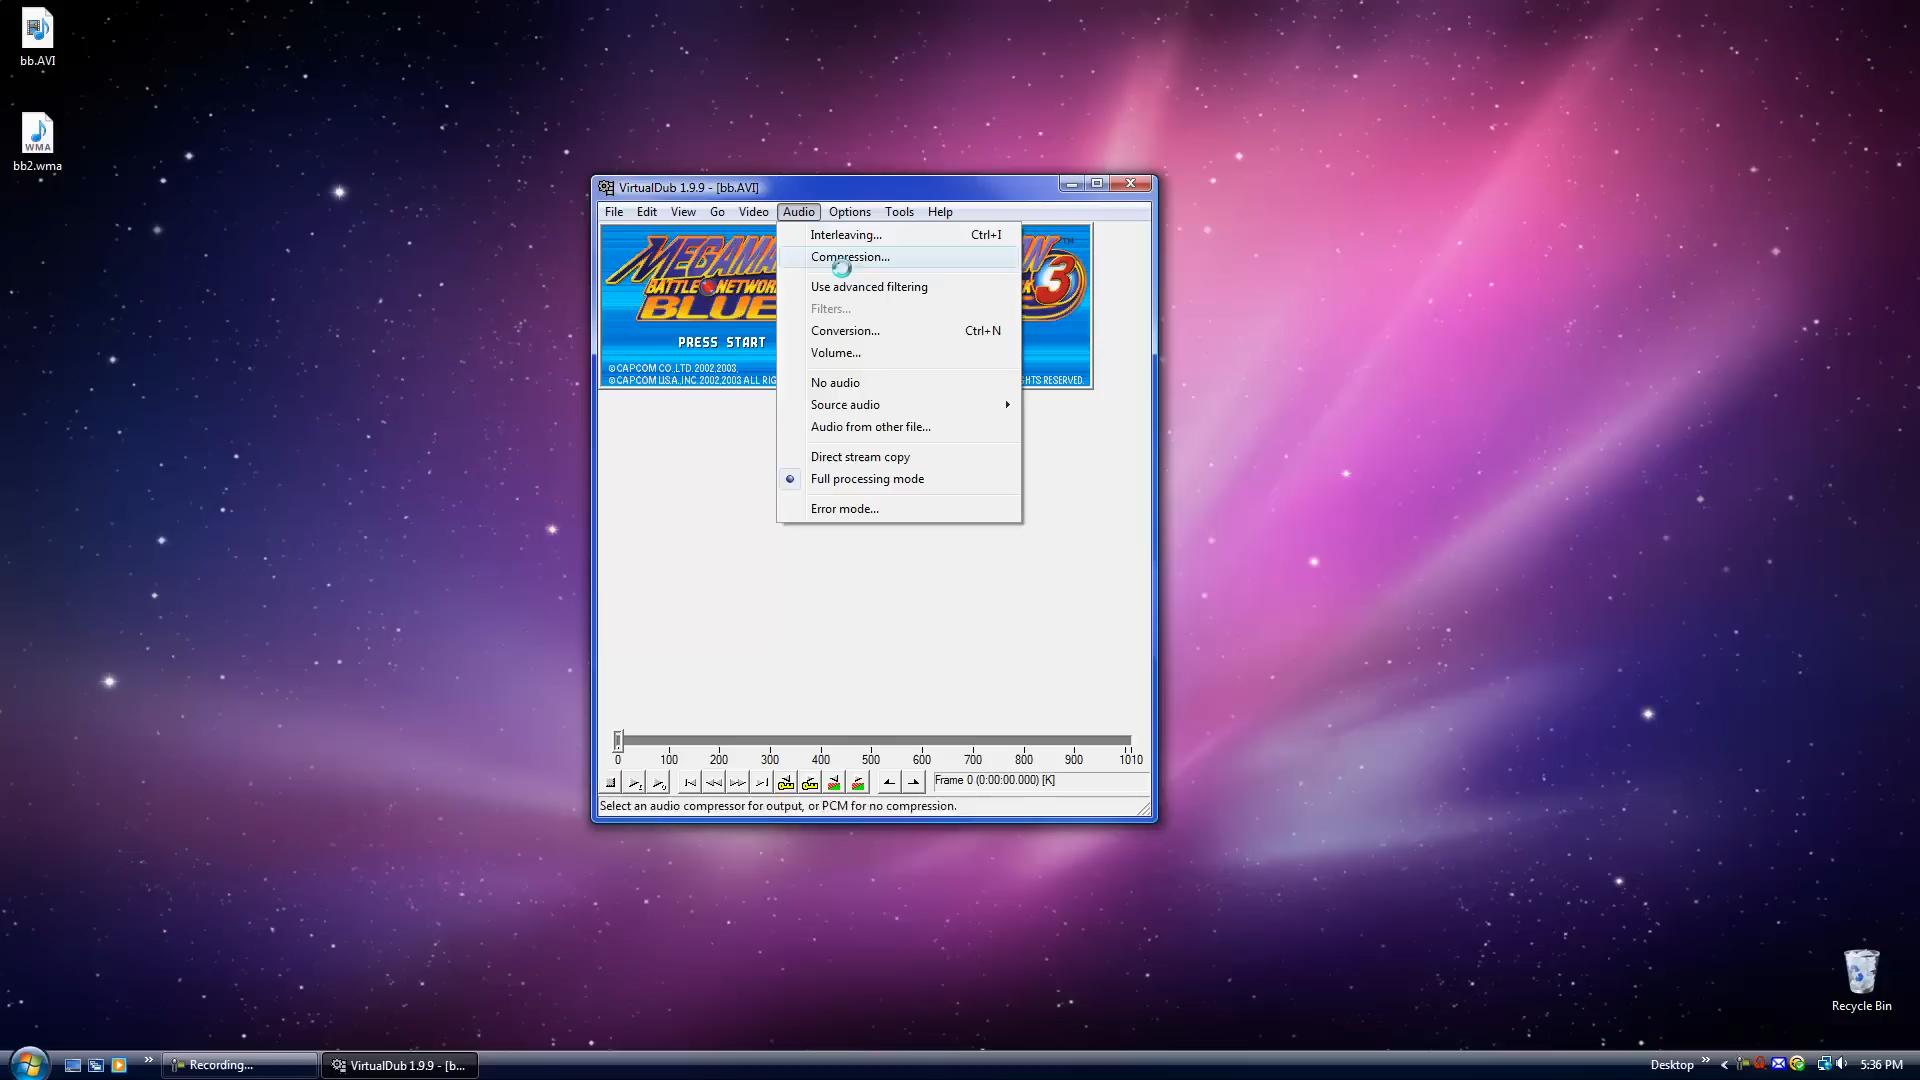 bb.AVI
bb2.wma
WMA
VirtualDub 1.9.9 - [bb.AVI]
File Edit View Go Video Audio Options Tools Help
Interleaving... Ctrl+I
Compression...
Use advanced filtering
Filters...
Conversion... Ctrl+N
Volume...
No audio
Source audio
Audio from other file...
Direct stream copy
Full processing mode
Error mode...
MEGAMA
BATTLE NETWORK 3
BLUE
TM
PRESS START
©CAPCOM CO.,LTD. 2002,2003,
©CAPCOM U.S.A.,INC. 2002,2003 ALL RIG HTS RESERVED.
0 100 200 300 400 500 600 700 800 900 1010
Frame 0 (0:00:00.000) [K]
Select an audio compressor for output, or PCM for no compression.
Recycle Bin
Recording...
VirtualDub 1.9.9 - [b...
Desktop
5:36 PM